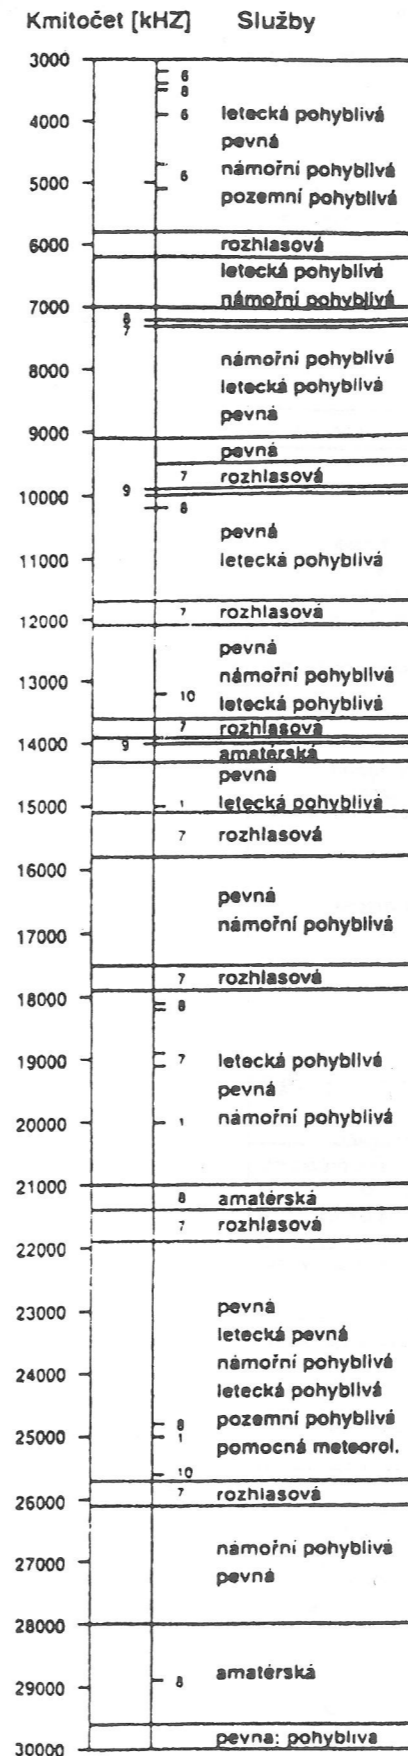 Kmitočet [kHZ] Služby
3000
6
8
4000 6 letecká pohyblivá
pevná
6 námořní pohyblivá
5000
pozemní pohyblivá
6000 rozhlasová
letecká pohyblivá
7000 námořní pohyblivá
8
7
námořní pohyblivá
8000
letecká pohyblivá
pevná
9000
pevná
7 rozhlasová
9
10000
8
pevná
11000 letecká pohyblivá
7 rozhlasová
12000
pevná
námořní pohyblivá
13000
10 letecká pohyblivá
7 rozhlasová
14000 9 amatérská
pevná
15000 1 letecká pohyblivá
7 rozhlasová
16000
pevná
námořní pohyblivá
17000
7 rozhlasová
18000
8
19000 7 letecká pohyblivá
pevná
20000 1 námořní pohyblivá
21000
8 amatérská
7 rozhlasová
22000
23000 pevná
letecká pevná
námořní pohyblivá
24000
letecká pohyblivá
8 pozemní pohyblivá
25000 1 pomocná meteorol.
10
7 rozhlasová
26000
námořní pohyblivá
27000
pevná
28000
8 amatérská
29000
pevna; pohybliva
30000